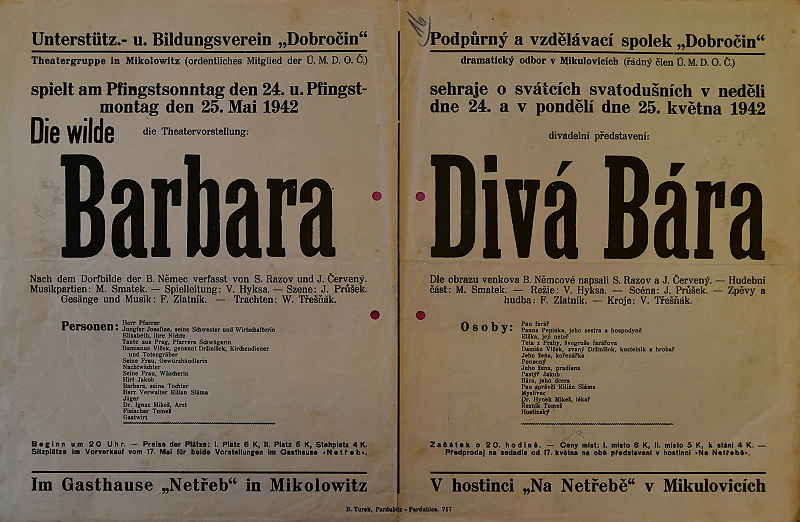 Unterstütz.- u. Bildungsverein „Dobročin“
Theatergruppe in Mikolowitz (ordentliches Mitglied der Ú. M. D. O. Č.)
spielt am Pfingstsonntag den 24. u. Pfingst-
montag den 25. Mai 1942
Die wilde
die Theatervorstellung:
Barbara
Nach dem Dorfbilde der B. Němec verfasst von S. Razov und J. Červený.
Musikpartien: M. Smatek. — Spielleitung: V. Hyksa. — Szene: J. Průšek.
Gesänge und Musik: F. Zlatník. — Trachten: W. Třešňák.
Personen:
Herr Pfarrer
Jungfer Josefine, seine Schwester und Wirtschafterin
Elisabeth, ihre Nichte
Tante aus Prag, Pfarrers Schwägerin
Damianus Vlček, genannt Držmíšek, Kirchendiener
und Totengräber
Seine Frau, Gewürzhändlerin
Nachtwächter
Seine Frau, Wäscherin
Hirt Jakob
Barbara, seine Tochter
Herr Verwalter Kilian Sláma
Jäger
Dr. Ignaz Mikeš, Arzt
Fleischer Tomeš
Gastwirt
Beginn um 20 Uhr. — Preise der Plätze: I. Platz 6 K, II. Platz 5 K, Stehplatz 4 K.
Sitzplätze im Vorverkauf vom 17. Mai für beide Vorstellungen im Gasthause »Netřeb«.
Im Gasthause „Netřeb“ in Mikolowitz
16
Podpůrný a vzdělávací spolek „Dobročin“
dramatický odbor v Mikulovicích (řádný člen Ú. M. D. O. Č.)
sehraje o svátcích svatodušních v neděli
dne 24. a v pondělí dne 25. května 1942
divadelní představení:
Divá Bára
Dle obrazu venkova B. Němcové napsali S. Razov a J. Červený. — Hudební
část: M. Smatek. — Režie: V. Hyksa. — Scéna: J. Průšek. — Zpěvy a
hudba: F. Zlatník. — Kroje: V. Třešňák.
Osoby:
Pan farář
Panna Pepinka, jeho sestra a hospodyně
Eliška, její neteř
Teta z Prahy, švagrše farářova
Damián Vlček, zvaný Držmíšek, kostelník a hrobař
Jeho žena, kořenářka
Ponocný
Jeho žena, pradlena
Pastýř Jakub
Bára, jeho dcera
Pan správčí Kilián Sláma
Myslivec
Dr. Hynek Mikeš, lékař
Řezník Tomeš
Hostinský
Začátek o 20. hodině. — Ceny míst: I. místo 6 K, II. místo 5 K, k stání 4 K. —
Předprodej na sedadla od 17. května na obě představení v hostinci »Na Netřebě«.
V hostinci „Na Netřebě“ v Mikulovicích
B. Turek, Pardubitz - Pardubice. 717